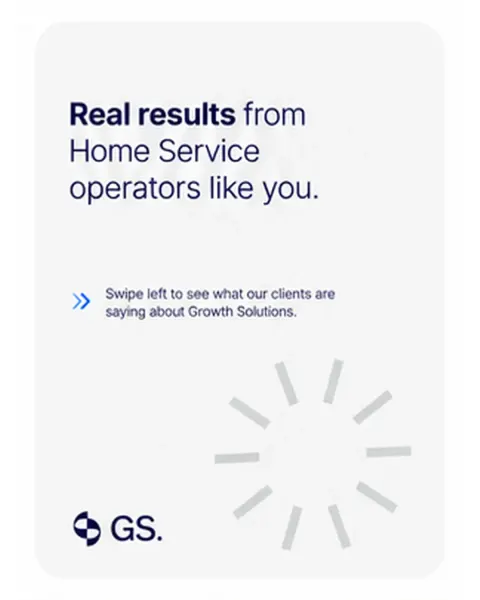 Real results from
Home Service
operators like you.
Swipe left to see what our clients are
saying about Growth Solutions.
GS.